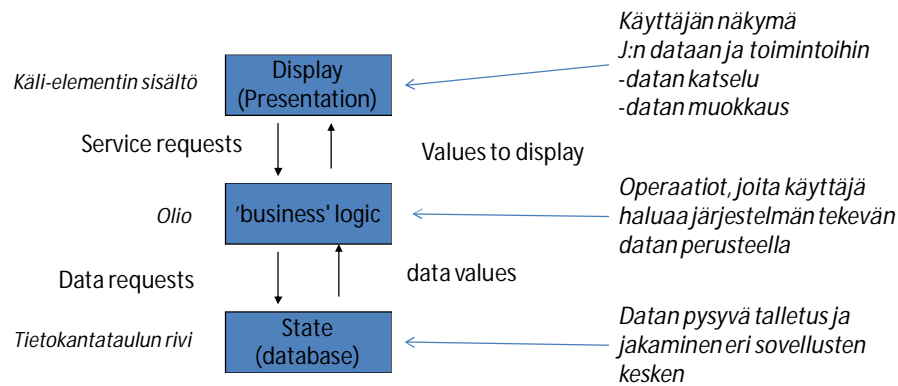 Käyttäjän näkymä
J:n dataan ja toimintoihin
-datan katselu
-datan muokkaus
Käli-elementin sisältö
Display
(Presentation)
Service requests
Values to display
Olio
'business' logic
Operaatiot, joita käyttäjä
haluaa järjestelmän tekevän
datan perusteella
Data requests
data values
Tietokantataulun rivi
State
(database)
Datan pysyvä talletus ja
jakaminen eri sovellusten
kesken